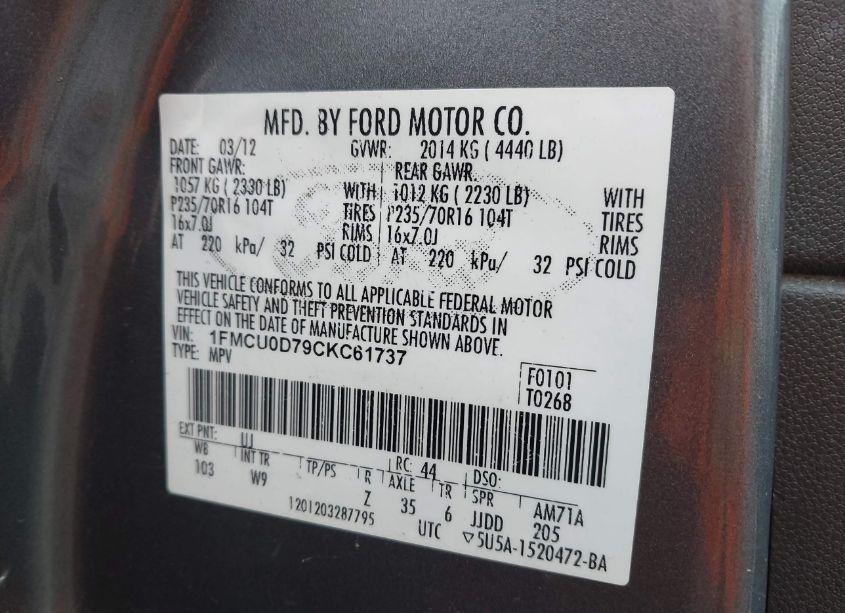 MFD. BY FORD MOTOR CO.
DATE: 03/12 GVWR: 2014 KG ( 4440 LB)
FRONT GAWR: REAR GAWR:
1057 KG ( 2330 LB) WITH 1012 KG ( 2230 LB) WITH
P235/70R16 104T TIRES P235/70R16 104T TIRES
16x7.0J RIMS 16x7.0J RIMS
AT 220 kPa/ 32 PSI COLD AT 220 kPa/ 32 PSI COLD
THIS VEHICLE CONFORMS TO ALL APPLICABLE FEDERAL MOTOR
VEHICLE SAFETY AND THEFT PREVENTION STANDARDS IN
EFFECT ON THE DATE OF MANUFACTURE SHOWN ABOVE.
VIN: 1FMCU0D79CKC61737
TYPE: MPV
F0101
T0268
EXT PNT: UJ RC: 44 DSO:
WB INT TR TP/PS R AXLE TR SPR AM71A
103 W9 Z 35 6 JJDD 205
1201203287795 UTC ▽5U5A-1520472-BA